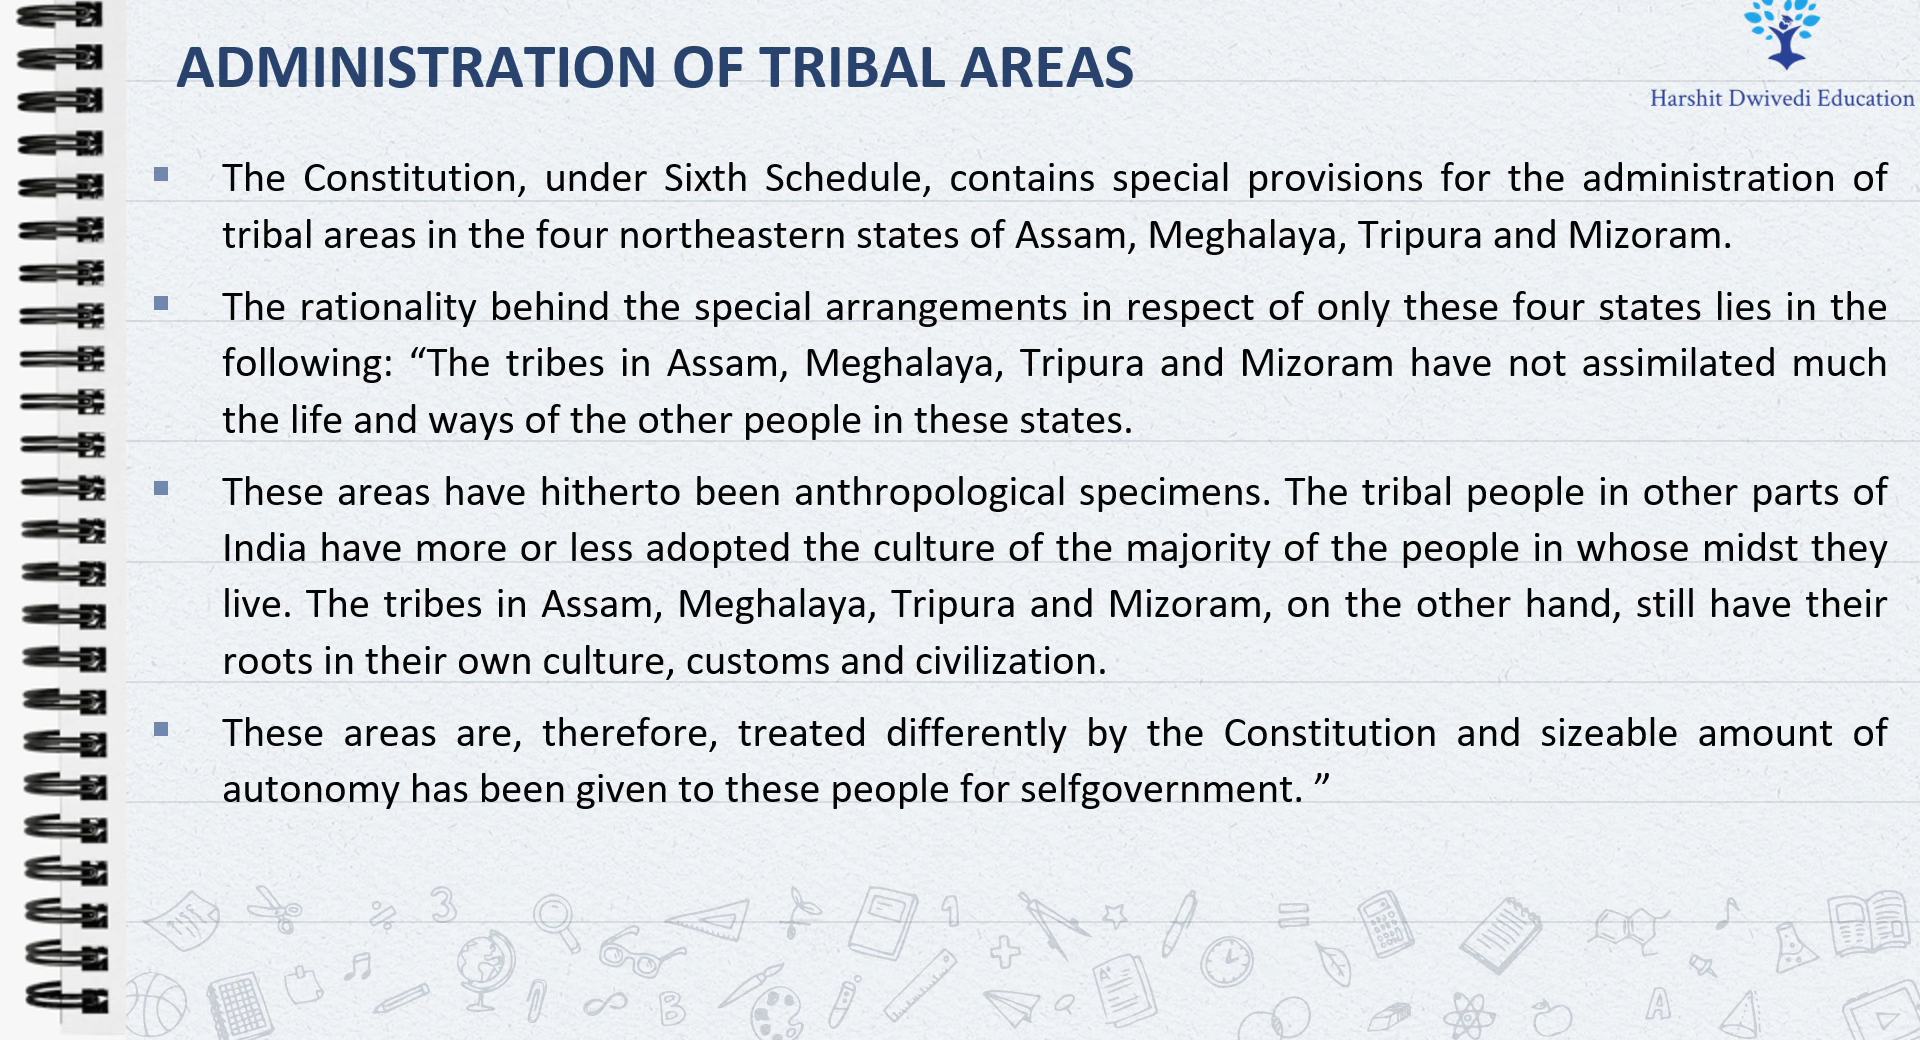 ADMINISTRATION OF TRIBAL AREAS
Harshit Dwivedi Education
The Constitution, under Sixth Schedule, contains special provisions for the administration of
tribal areas in the four northeastern states of Assam, Meghalaya, Tripura and Mizoram.
The rationality behind the special arrangements in respect of only these four states lies in the
following: “The tribes in Assam, Meghalaya, Tripura and Mizoram have not assimilated much
the life and ways of the other people in these states.
These areas have hitherto been anthropological specimens. The tribal people in other parts of
India have more or less adopted the culture of the majority of the people in whose midst they
live. The tribes in Assam, Meghalaya, Tripura and Mizoram, on the other hand, still have their
roots in their own culture, customs and civilization.
These areas are, therefore, treated differently by the Constitution and sizeable amount of
autonomy has been given to these people for selfgovernment. ”